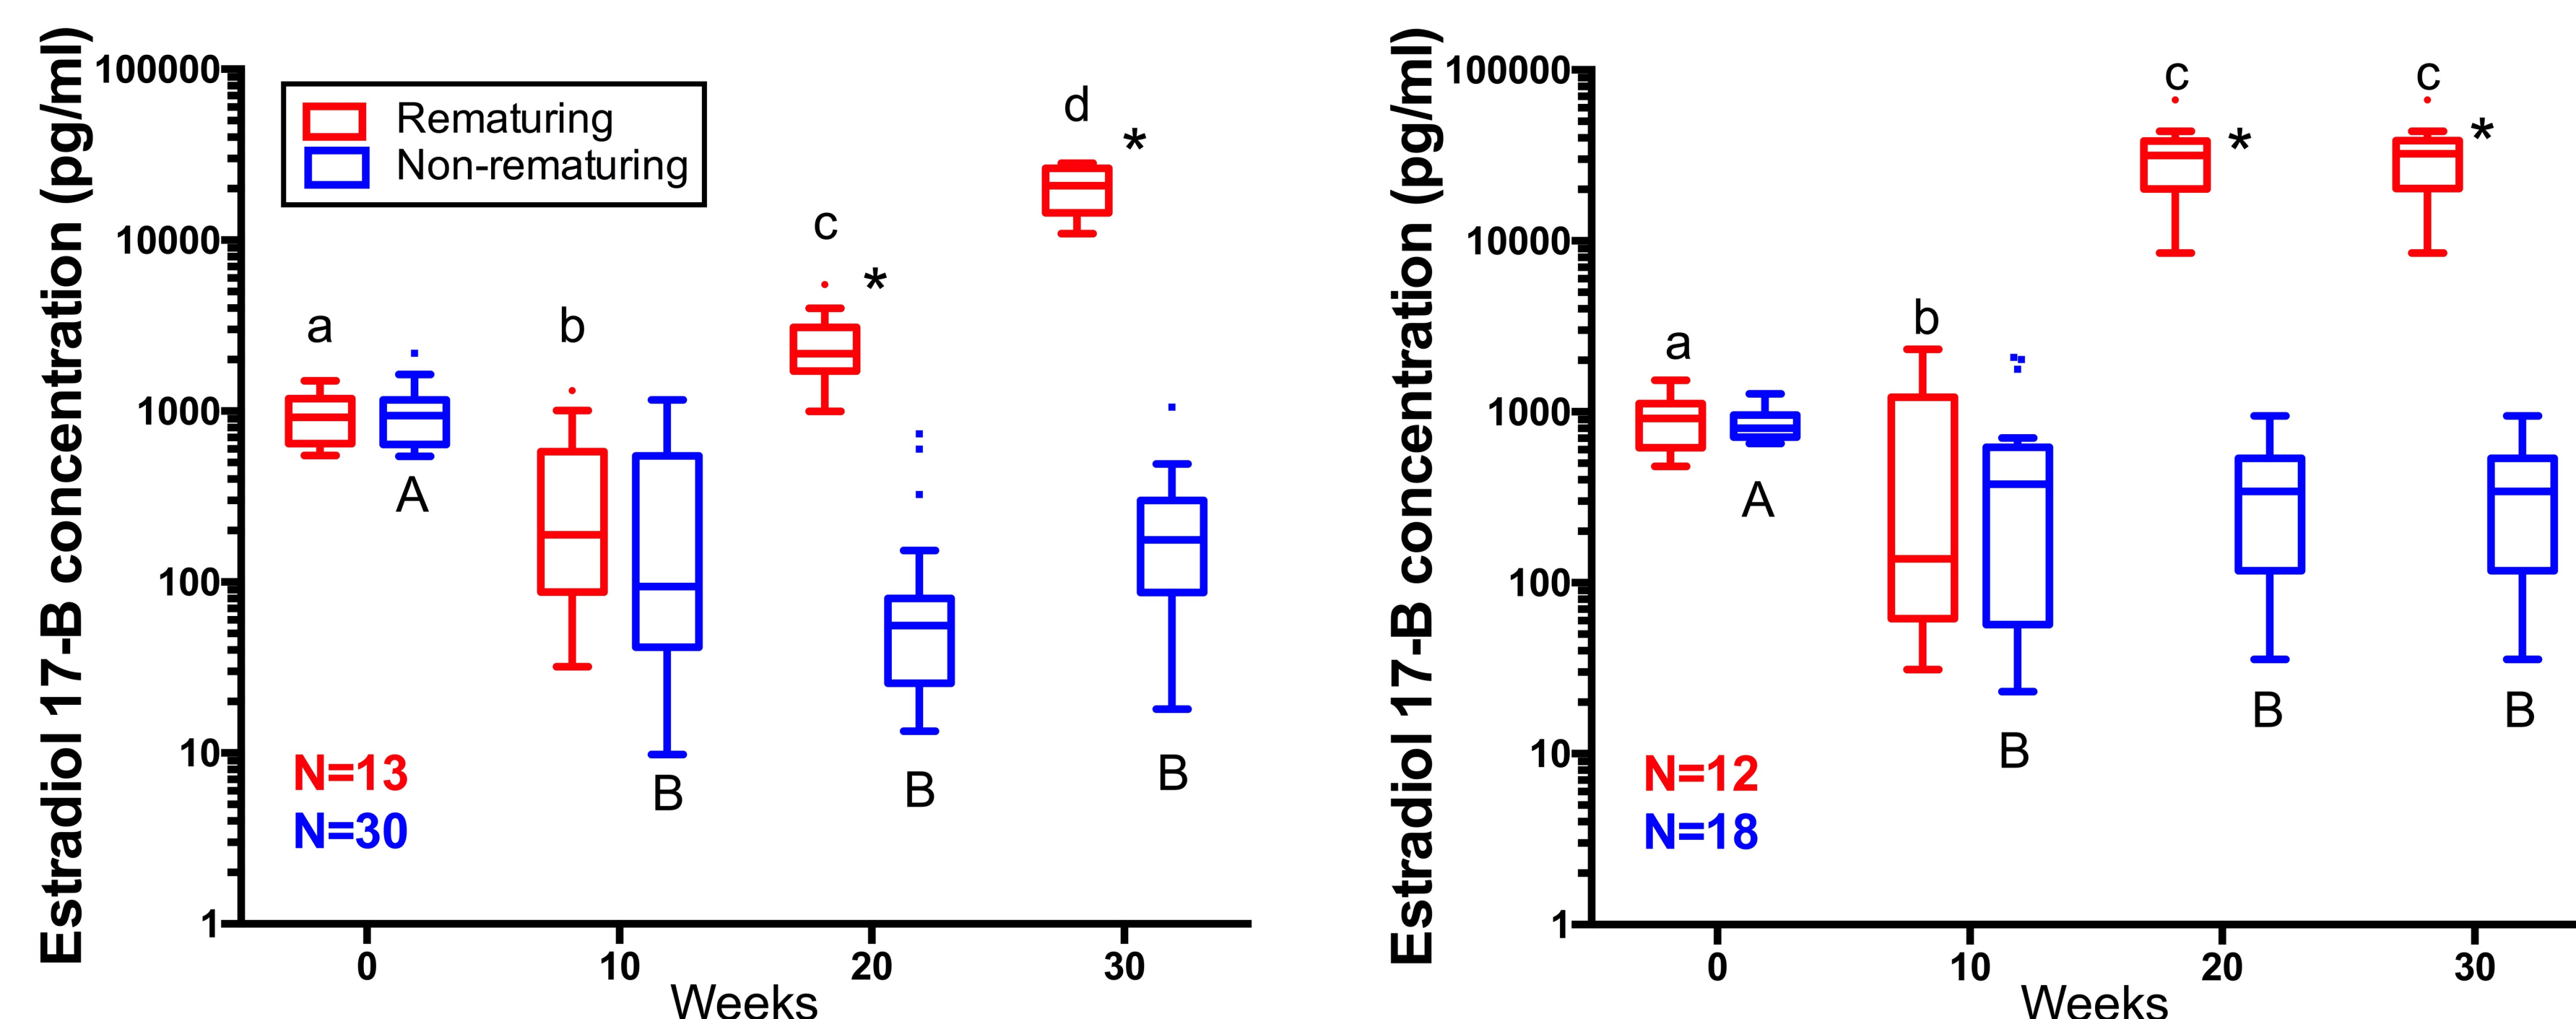 Estradiol 17-B concentration (pg/ml)
100000
10000
1000
100
10
1
Rematuring
Non-rematuring
a
A
b
B
c
*
B
d
*
B
N=13
N=30
0
10
20
30
Weeks
Estradiol 17-B concentration (pg/ml)
100000
10000
1000
100
10
1
a
A
b
B
c
*
B
c
*
B
N=12
N=18
0
10
20
30
Weeks